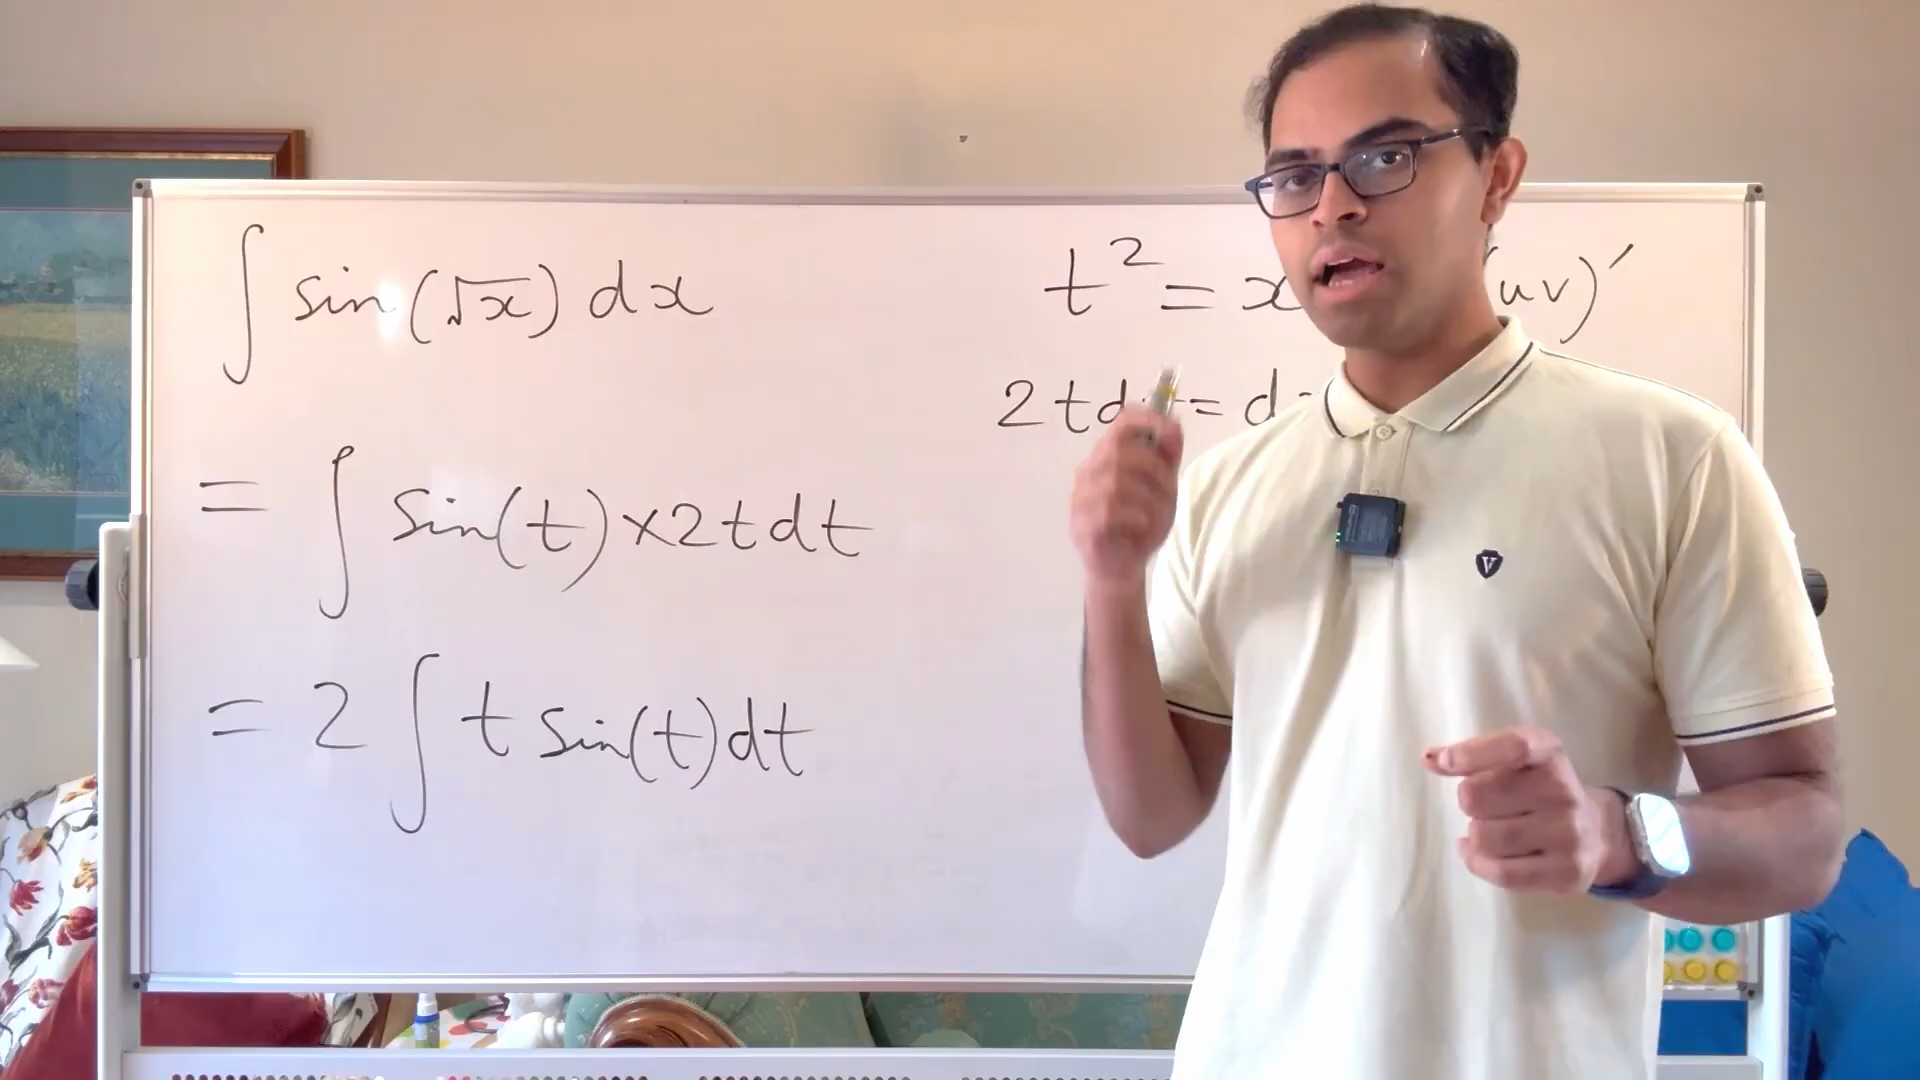 ∫ sin(√x) dx
= ∫ sin(t) × 2t dt
= 2 ∫ t sin(t) dt
t² = x
2t = d
uv)′
V